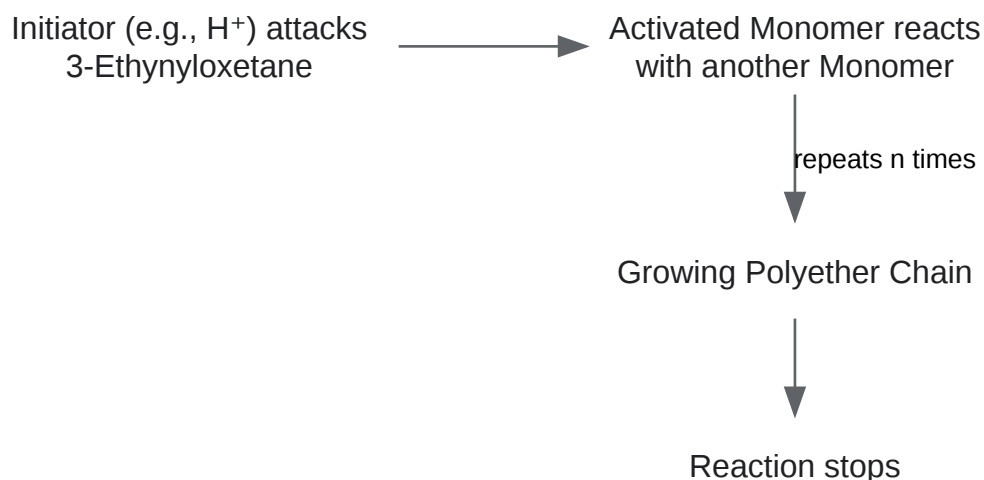 Initiator (e.g., H⁺) attacks
3-Ethynyloxetane
Activated Monomer reacts
with another Monomer
repeats n times
Growing Polyether Chain
Reaction stops